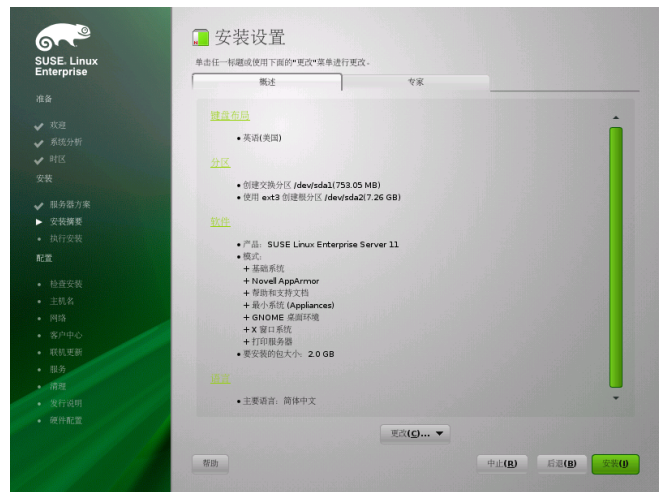 SUSE. Linux
Enterprise
准备
欢迎
系统分析
时区
安装
服务器方案
安装摘要
执行安装
配置
检查安装
主机名
网络
客户中心
联机更新
服务
清理
发行说明
硬件配置
安装设置
单击任一标题或使用下面的"更改"菜单进行更改。
概述
专家
键盘布局
• 英语(美国)
分区
• 创建交换分区 /dev/sda1(753.05 MB)
• 使用 ext3 创建根分区 /dev/sda2(7.26 GB)
软件
• 产品: SUSE Linux Enterprise Server 11
• 模式:
+ 基础系统
+ Novell AppArmor
+ 帮助和支持文档
+ 最小系统 (Appliances)
+ GNOME 桌面环境
+ X 窗口系统
+ 打印服务器
• 要安装的包大小: 2.0 GB
语言
• 主要语言: 简体中文
更改(C)...
帮助
中止(R)
后退(B)
安装(I)